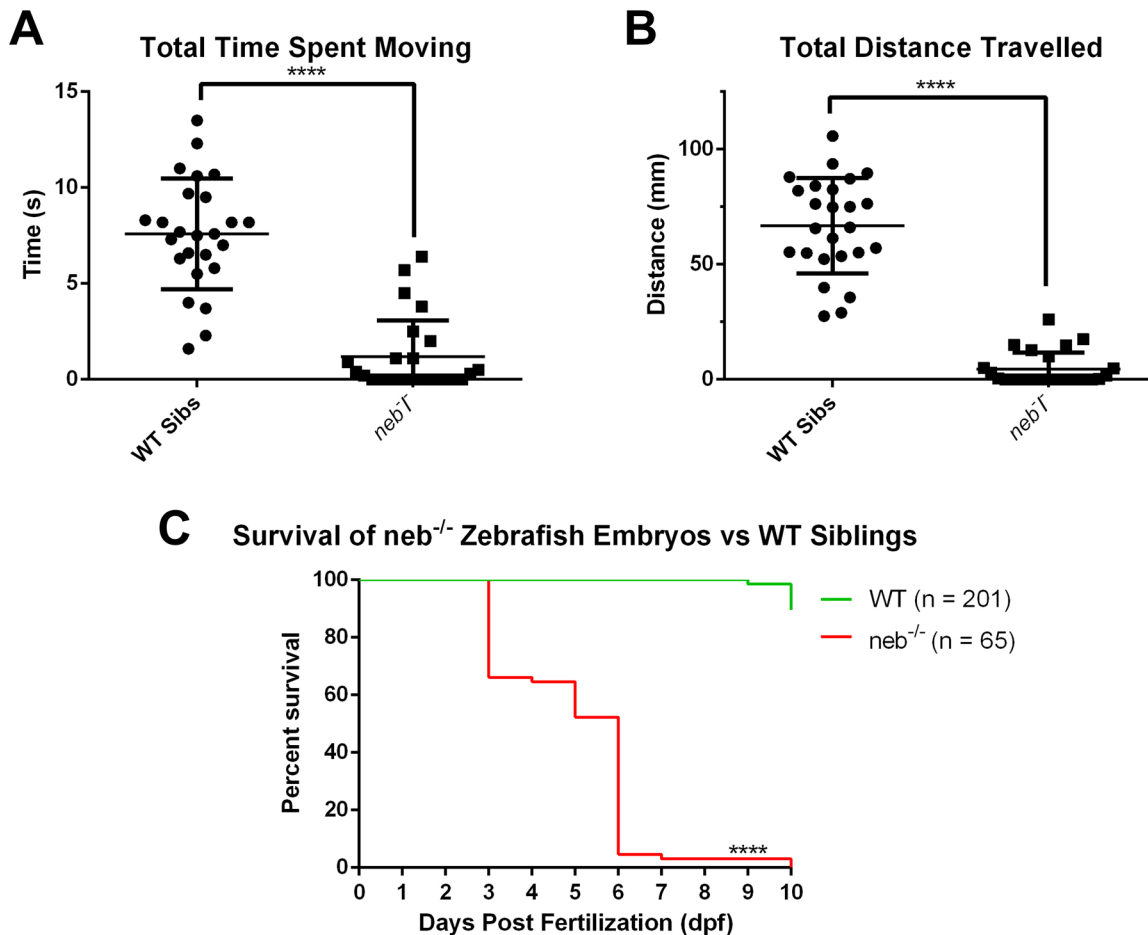 A
Total Time Spent Moving
****
15
10
5
0
Time (s)
WT Sibs
neb-/-
B
Total Distance Travelled
****
100
50
0
Distance (mm)
WT Sibs
neb-/-
C
Survival of neb-/- Zebrafish Embryos vs WT Siblings
100
80
60
40
20
0
Percent survival
WT (n = 201)
neb-/- (n = 65)
****
0 1 2 3 4 5 6 7 8 9 10
Days Post Fertilization (dpf)